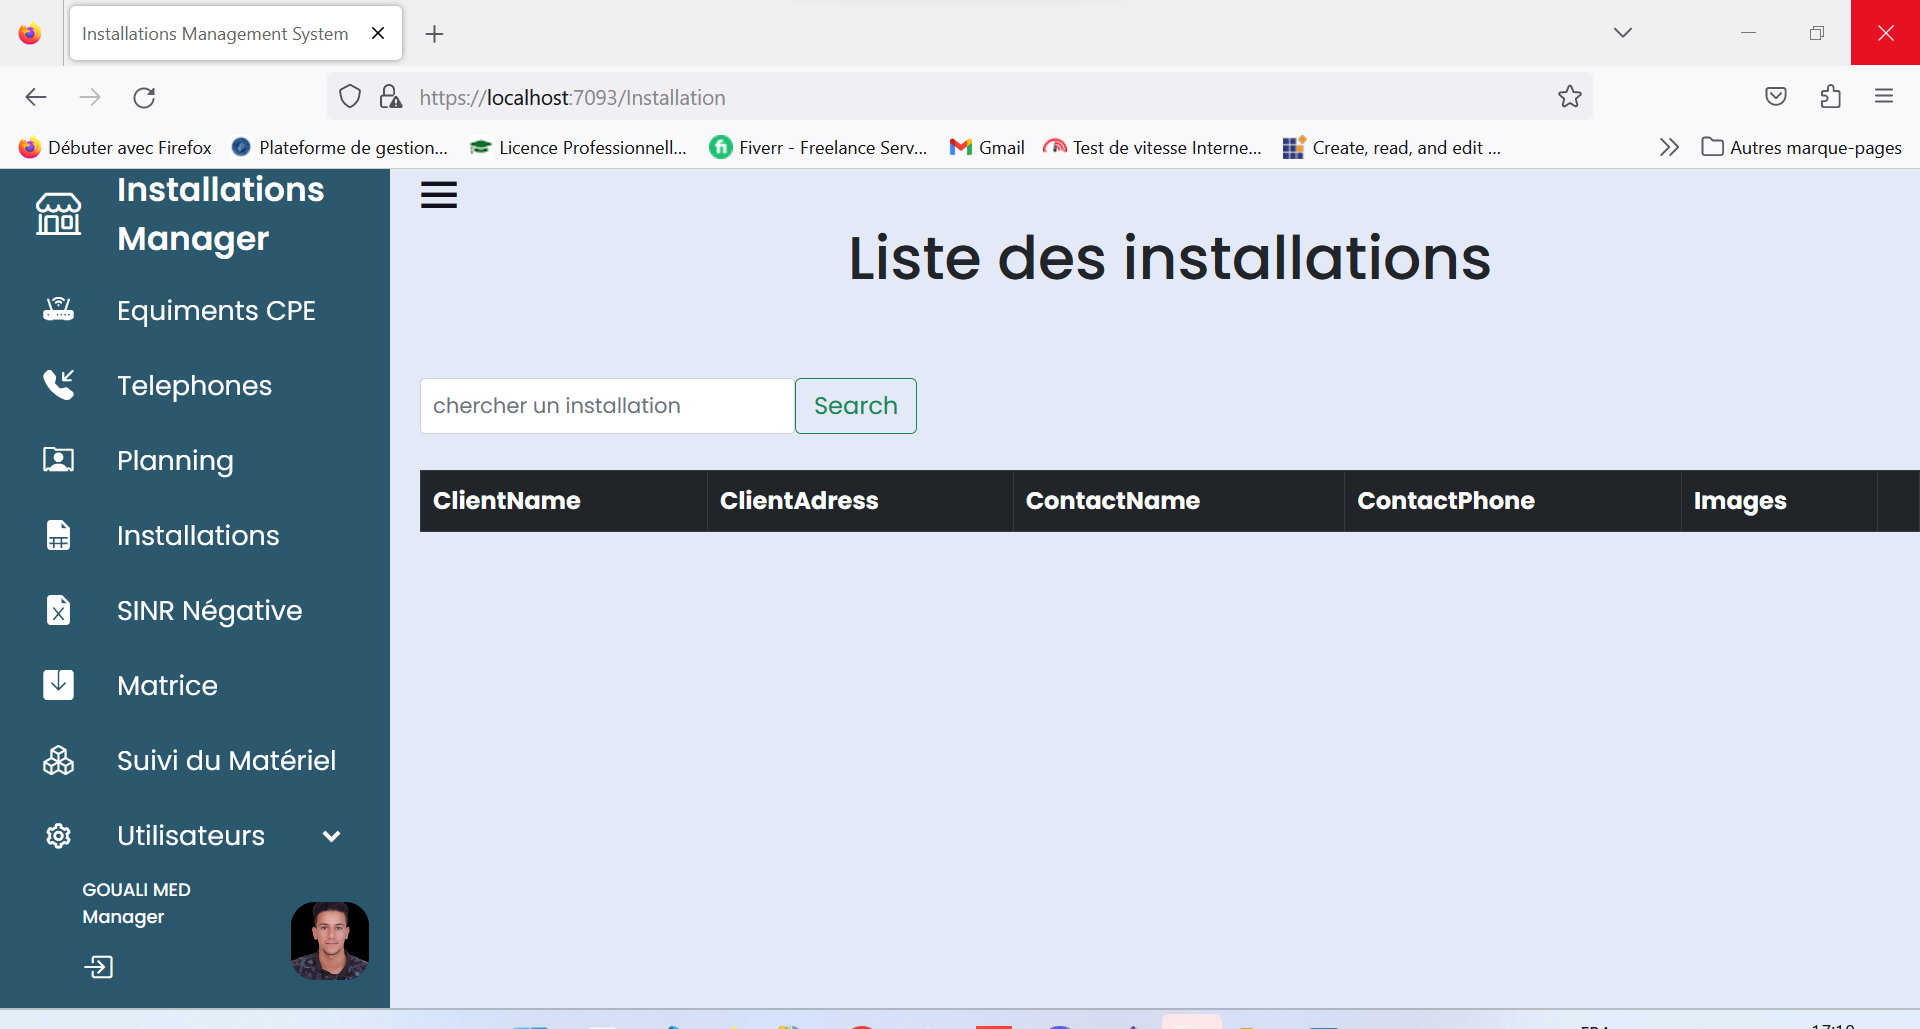 Installations Management System
https://localhost:7093/Installation
Débuter avec Firefox
Plateforme de gestion...
Licence Professionnell...
Fiverr - Freelance Serv...
Gmail
Test de vitesse Interne...
Create, read, and edit ...
Autres marque-pages
Installations
Manager
Equiments CPE
Telephones
Planning
Installations
SINR Négative
Matrice
Suivi du Matériel
Utilisateurs
GOUALI MED
Manager
Liste des installations
chercher un installation
Search
ClientName
ClientAdress
ContactName
ContactPhone
Images